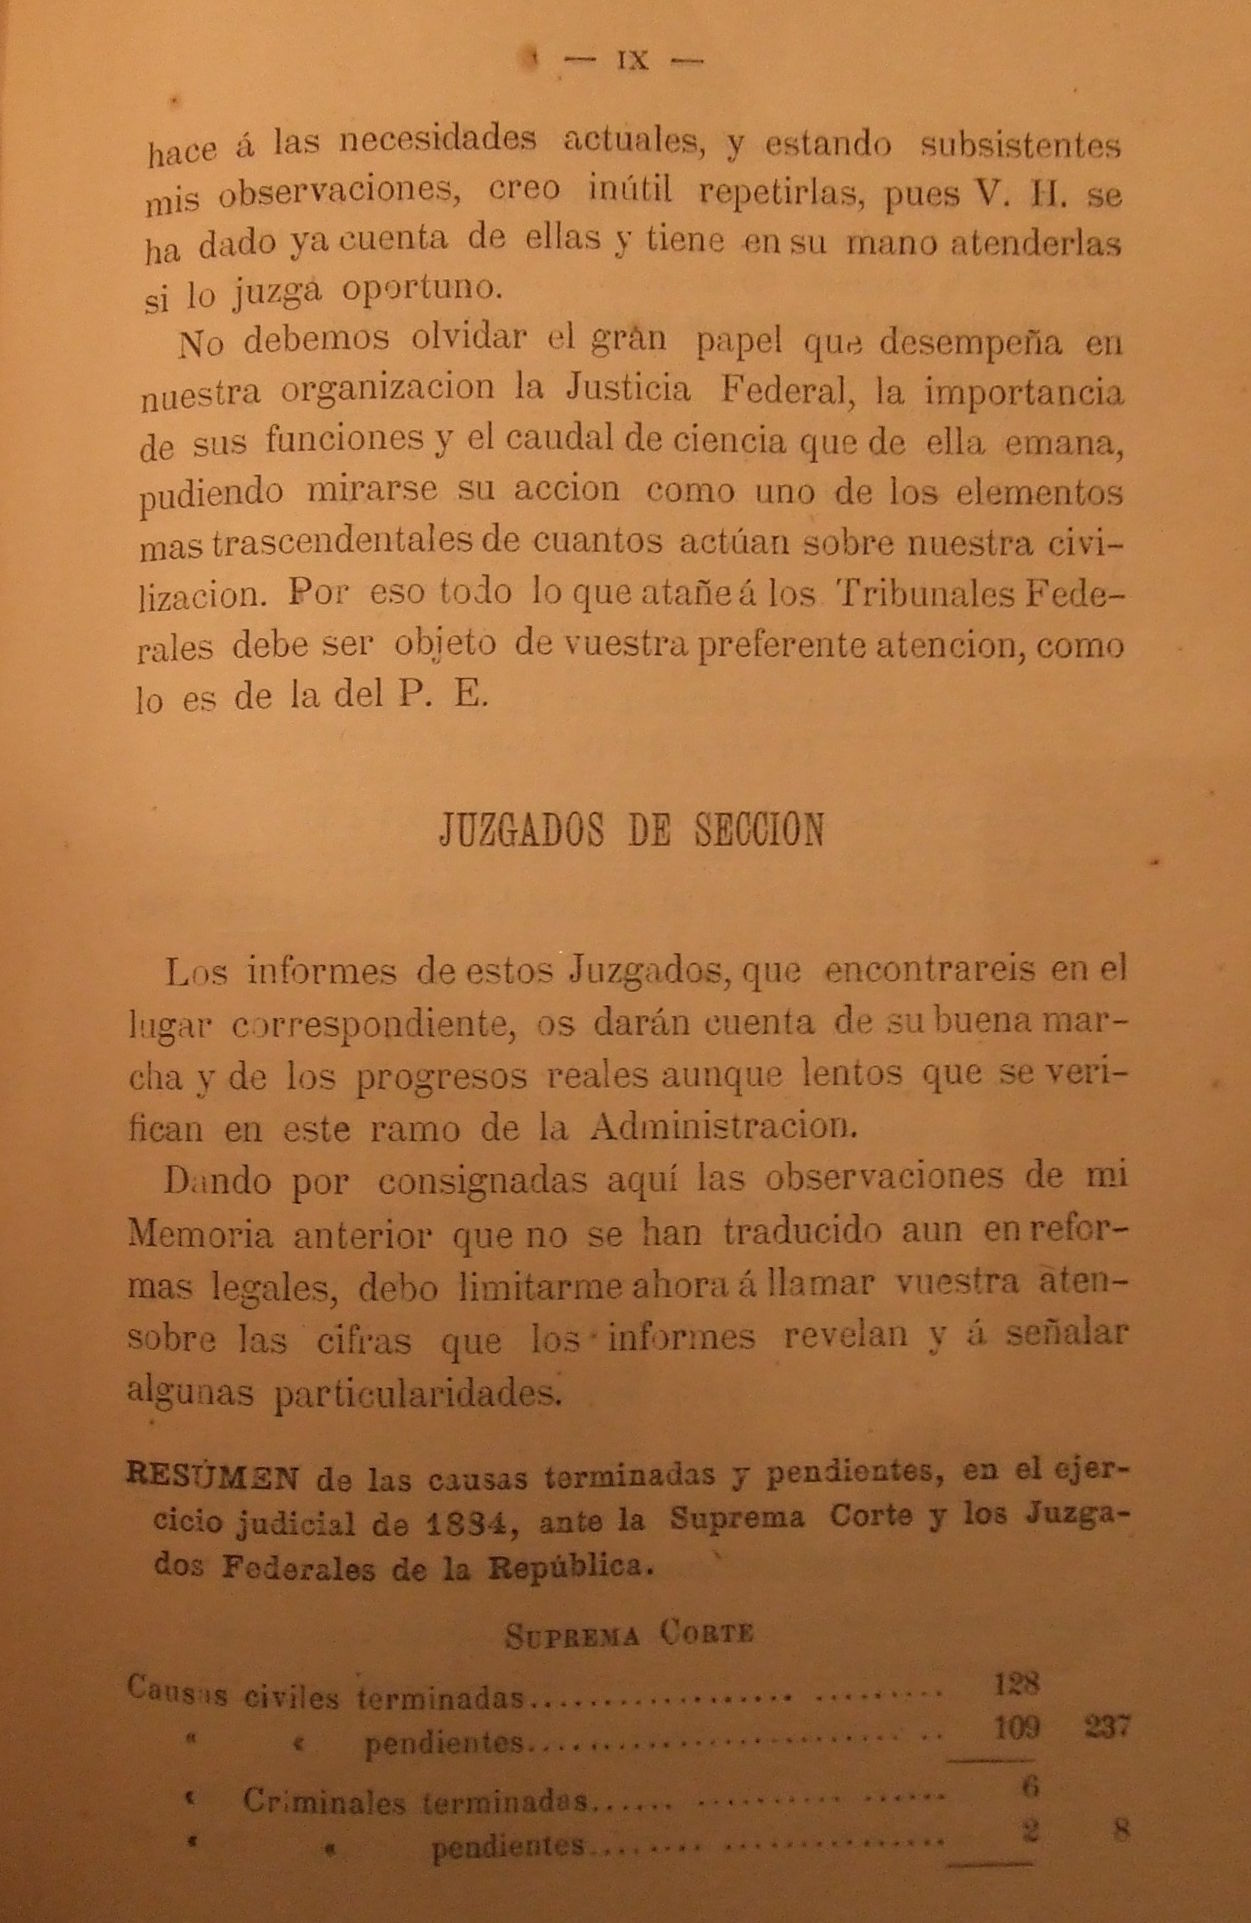 — IX —
hace á las necesidades actuales, y estando subsistentes
mis observaciones, creo inútil repetirlas, pues V. H. se
ha dado ya cuenta de ellas y tiene en su mano atenderlas
si lo juzga oportuno.
No debemos olvidar el gran papel que desempeña en
nuestra organizacion la Justicia Federal, la importancia
de sus funciones y el caudal de ciencia que de ella emana,
pudiendo mirarse su accion como uno de los elementos
mas trascendentales de cuantos actúan sobre nuestra civi-
lizacion. Por eso todo lo que atañe á los Tribunales Fede-
rales debe ser objeto de vuestra preferente atencion, como
lo es de la del P. E.
JUZGADOS DE SECCION
Los informes de estos Juzgados, que encontrareis en el
lugar correspondiente, os darán cuenta de su buena mar-
cha y de los progresos reales aunque lentos que se veri-
fican en este ramo de la Administracion.
Dando por consignadas aquí las observaciones de mi
Memoria anterior que no se han traducido aun en refor-
mas legales, debo limitarme ahora á llamar vuestra aten-
sobre las cifras que los informes revelan y á señalar
algunas particularidades.
RESÚMEN de las causas terminadas y pendientes, en el ejer-
cicio judicial de 1884, ante la Suprema Corte y los Juzga-
dos Federales de la República.
SUPREMA CORTE
Causas civiles terminadas.................. ......... 128
" " pendientes......................... .. 109 237
" Criminales terminadas...... .......... ...... 6
" " pendientes........ ............... 2 8